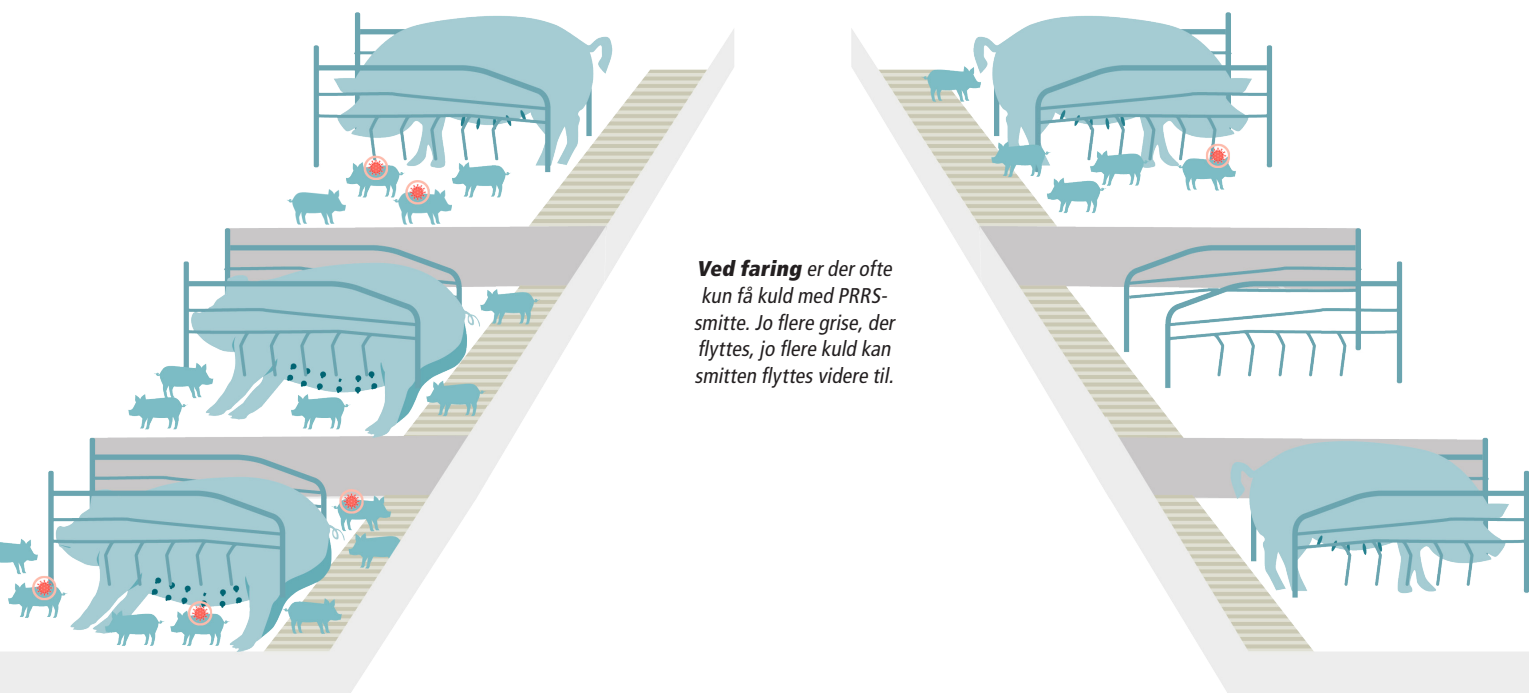 Ved faring er der ofte
kun få kuld med PRRS-
smitte. Jo flere grise, der
flyttes, jo flere kuld kan
smitten flyttes videre til.